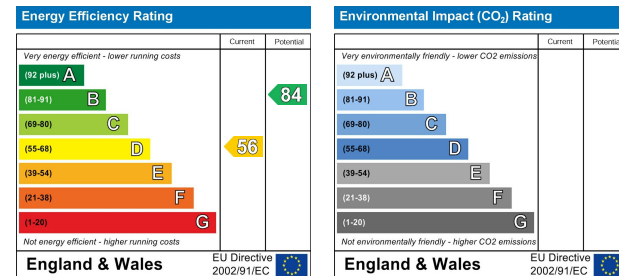 Energy Efficiency Rating
Current Potential
Very energy efficient - lower running costs
(92 plus) A
(81-91) B
84
(69-80) C
(55-68) D
56
(39-54) E
(21-38) F
(1-20) G
Not energy efficient - higher running costs
England & Wales
EU Directive
2002/91/EC
Environmental Impact (CO₂) Rating
Current Potentia
Very environmentally friendly - lower CO2 emissions
(92 plus) A
(81-91) B
(69-80) C
(55-68) D
(39-54) E
(21-38) F
(1-20) G
Not environmentally friendly - higher CO2 emissions
England & Wales
EU Directive
2002/91/EC